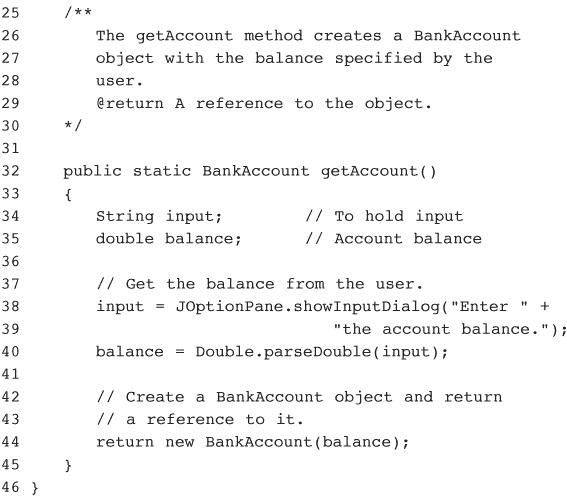 25 /**
26 The getAccount method creates a BankAccount
27 object with the balance specified by the
28 user.
29 @return A reference to the object.
30 */
31
32 public static BankAccount getAccount()
33 {
34 String input; // To hold input
35 double balance; // Account balance
36
37 // Get the balance from the user.
38 input = JOptionPane.showInputDialog("Enter " +
39 "the account balance.");
40 balance = Double.parseDouble(input);
41
42 // Create a BankAccount object and return
43 // a reference to it.
44 return new BankAccount(balance);
45 }
46 }